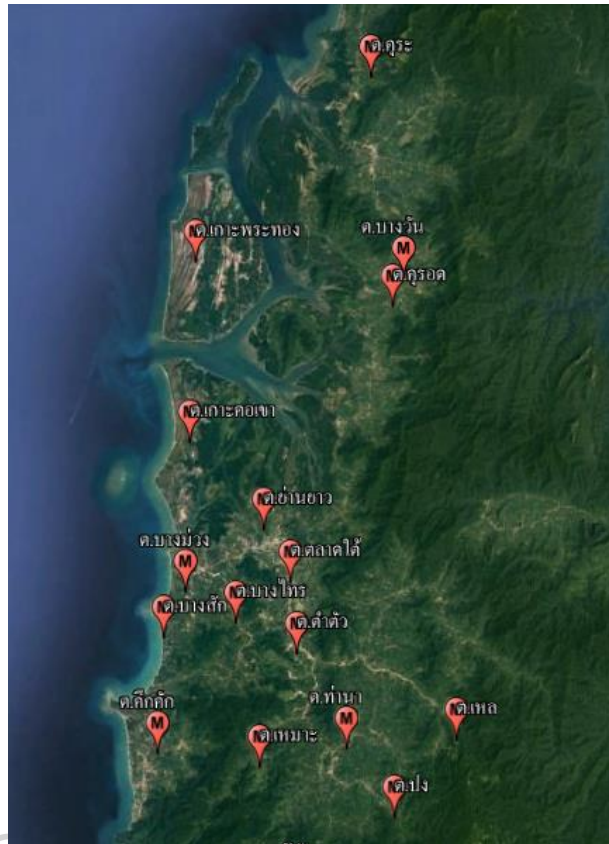 ต.คุระ
ต.เกาะพระทอง
ต.บางวัน
M
ต.คุรอด
ต.เกาะคอเขา
ต.ย่านยาว
ต.บางม่วง
M
ต.ตลาดใต้
ต.บางไทร
ต.บางสัก
ต.ตำตัว
ต.คึกคัก
M
ต.ท่านา
M
ต.เหล
ต.เหมาะ
ต.ปง